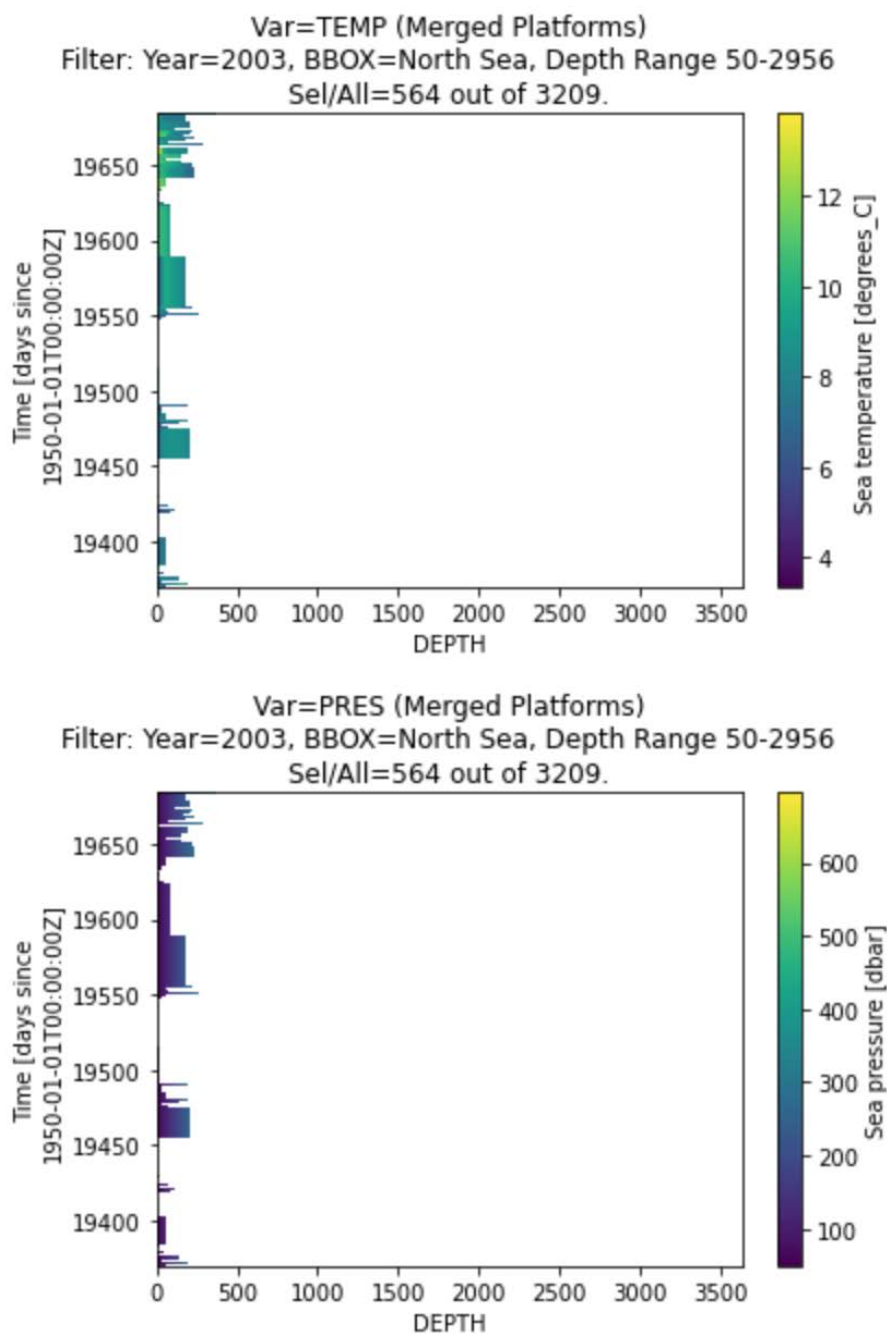 Var=TEMP (Merged Platforms)
Filter: Year=2003, BBOX=North Sea, Depth Range 50-2956
Sel/All=564 out of 3209.
19650
19600
19550
19500
19450
19400
Time [days since
1950-01-01T00:00:00Z]
0 500 1000 1500 2000 2500 3000 3500
DEPTH
12
10
8
6
4
Sea temperature [degrees_C]
Var=PRES (Merged Platforms)
Filter: Year=2003, BBOX=North Sea, Depth Range 50-2956
Sel/All=564 out of 3209.
19650
19600
19550
19500
19450
19400
Time [days since
1950-01-01T00:00:00Z]
0 500 1000 1500 2000 2500 3000 3500
DEPTH
600
500
400
300
200
100
Sea pressure [dbar]